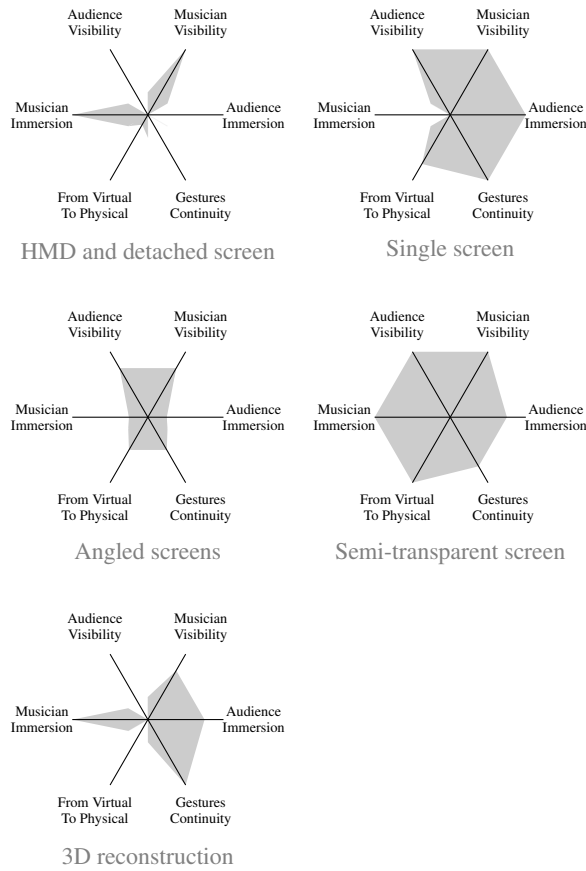 Audience
Visibility
Musician
Visibility
Musician
Immersion
Audience
Immersion
From Virtual
To Physical
Gestures
Continuity
HMD and detached screen
Audience
Visibility
Musician
Visibility
Musician
Immersion
Audience
Immersion
From Virtual
To Physical
Gestures
Continuity
Single screen
Audience
Visibility
Musician
Visibility
Musician
Immersion
Audience
Immersion
From Virtual
To Physical
Gestures
Continuity
Angled screens
Audience
Visibility
Musician
Visibility
Musician
Immersion
Audience
Immersion
From Virtual
To Physical
Gestures
Continuity
Semi-transparent screen
Audience
Visibility
Musician
Visibility
Musician
Immersion
Audience
Immersion
From Virtual
To Physical
Gestures
Continuity
3D reconstruction